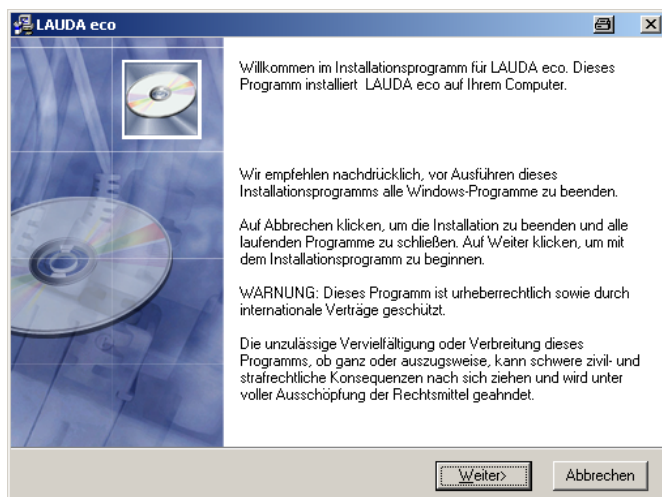 LAUDA eco
Willkommen im Installationsprogramm für LAUDA eco. Dieses
Programm installiert  LAUDA eco auf Ihrem Computer.
Wir empfehlen nachdrücklich, vor Ausführen dieses
Installationsprogramms alle Windows-Programme zu beenden.
Auf Abbrechen klicken, um die Installation zu beenden und alle
laufenden Programme zu schließen. Auf Weiter klicken, um mit
dem Installationsprogramm zu beginnen.
WARNUNG: Dieses Programm ist urheberrechtlich sowie durch
internationale Verträge geschützt.
Die unzulässige Vervielfältigung oder Verbreitung dieses
Programms, ob ganz oder auszugsweise, kann schwere zivil- und
strafrechtliche Konsequenzen nach sich ziehen und wird unter
voller Ausschöpfung der Rechtsmittel geahndet.
Weiter>
Abbrechen